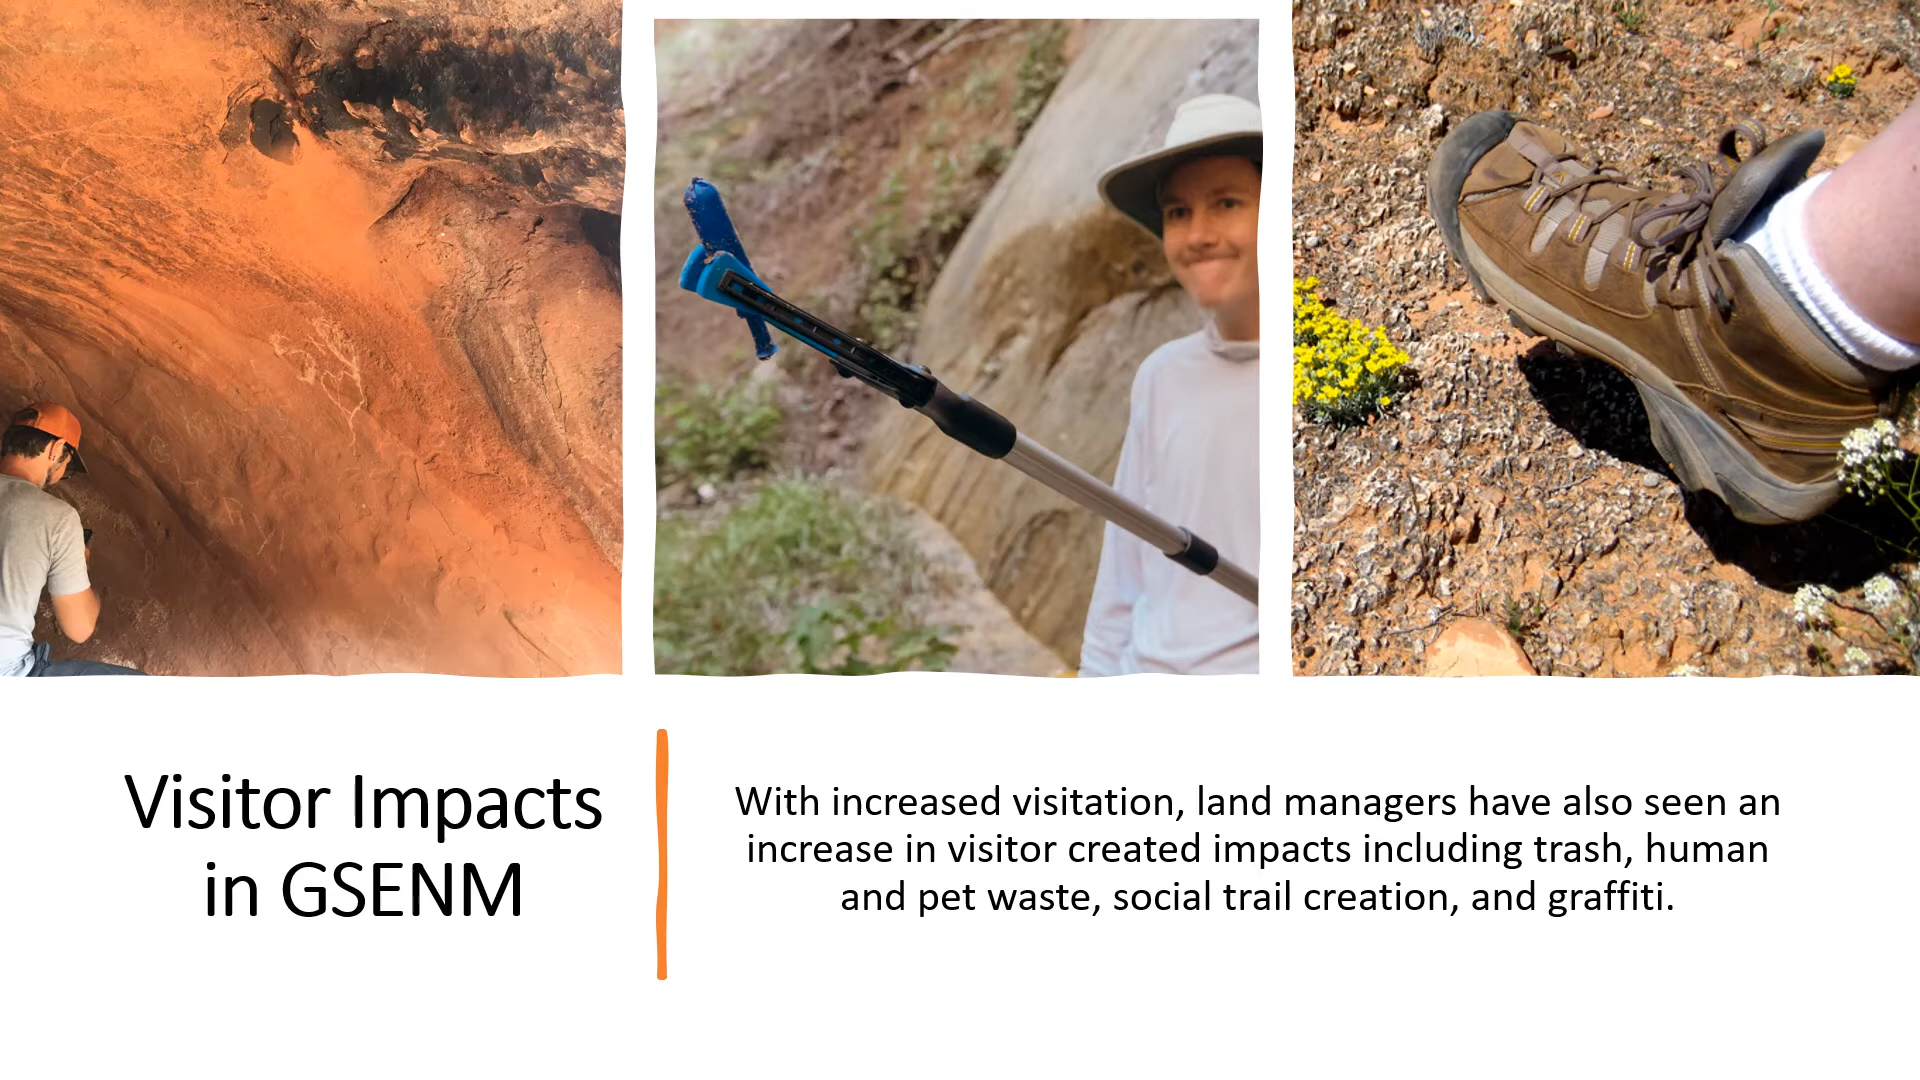 Visitor Impacts
in GSENM
With increased visitation, land managers have also seen an
increase in visitor created impacts including trash, human
and pet waste, social trail creation, and graffiti.